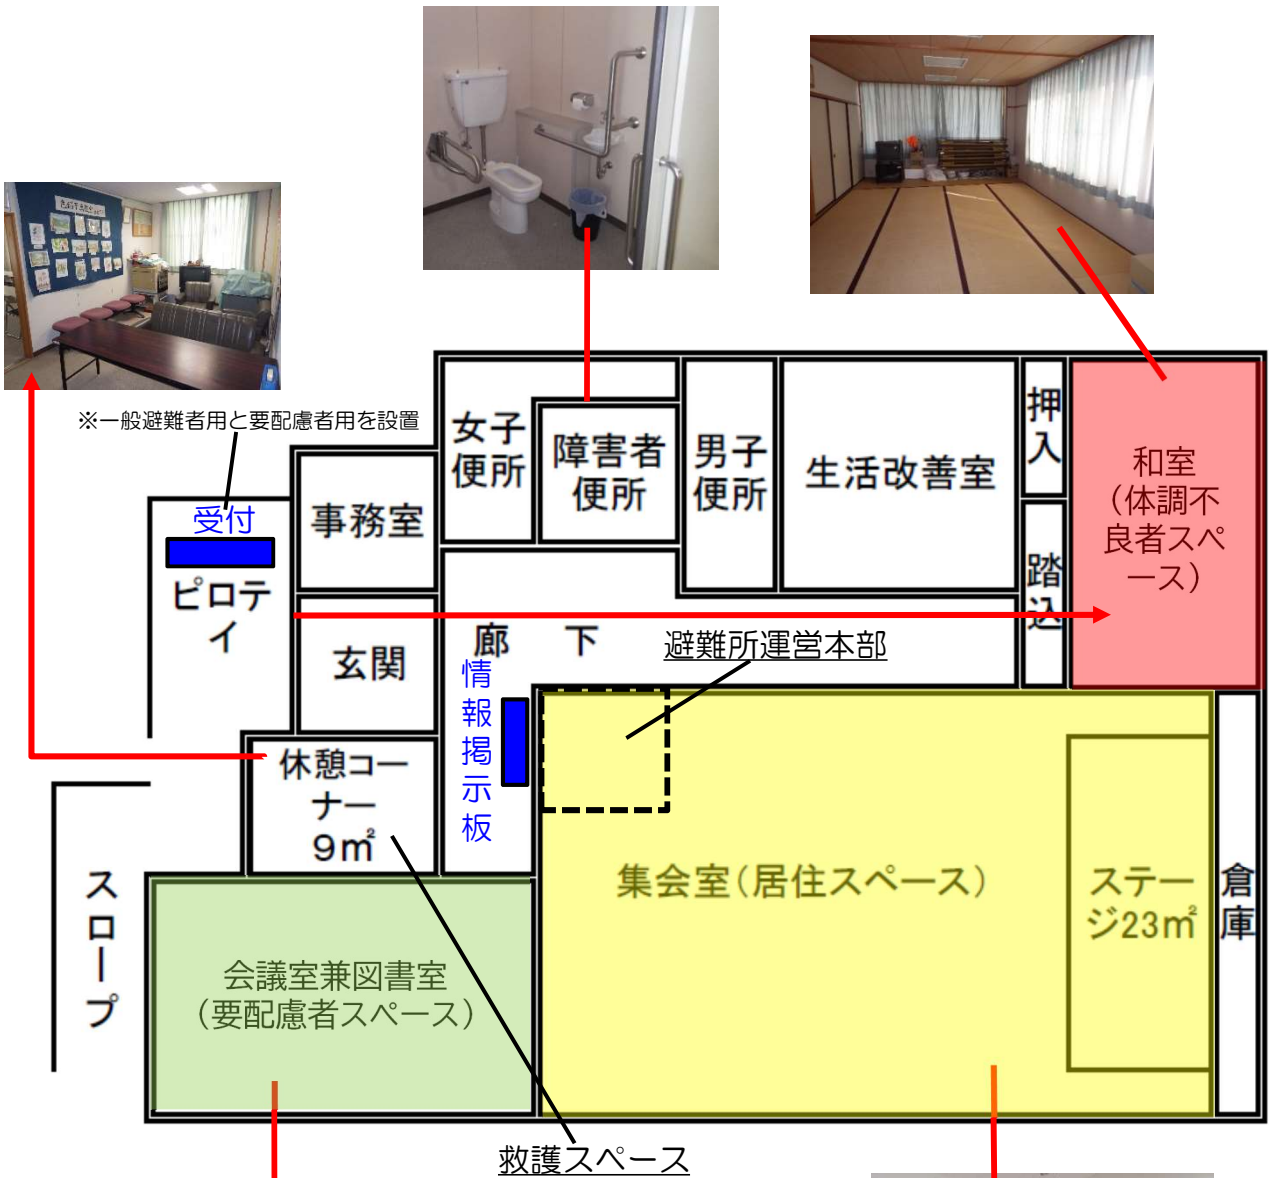 ※一般避難者用と要配慮者用を設置
受付
ピロテ
イ
事務室
玄関
女子
便所
障害者
便所
男子
便所
生活改善室
押
入
踏
込
和室
（体調不
良者スペ
ース）
廊　下
避難所運営本部
情
報
掲
示
板
休憩コー
ナー
9㎡
集会室（居住スペース）
ステー
ジ23㎡
倉
庫
ス
ロ
ー
プ
会議室兼図書室
（要配慮者スペース）
救護スペース